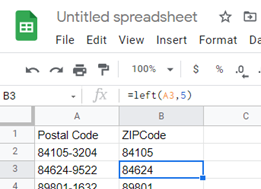 Untitled spreadsheet
File Edit View Insert Format Da
100% $ % .0
B3 fx =left(A3,5)
A B C
1 Postal Code ZIPCode
2 84105-3204 84105
3 84624-9522 84624
4 89801-1632 89801